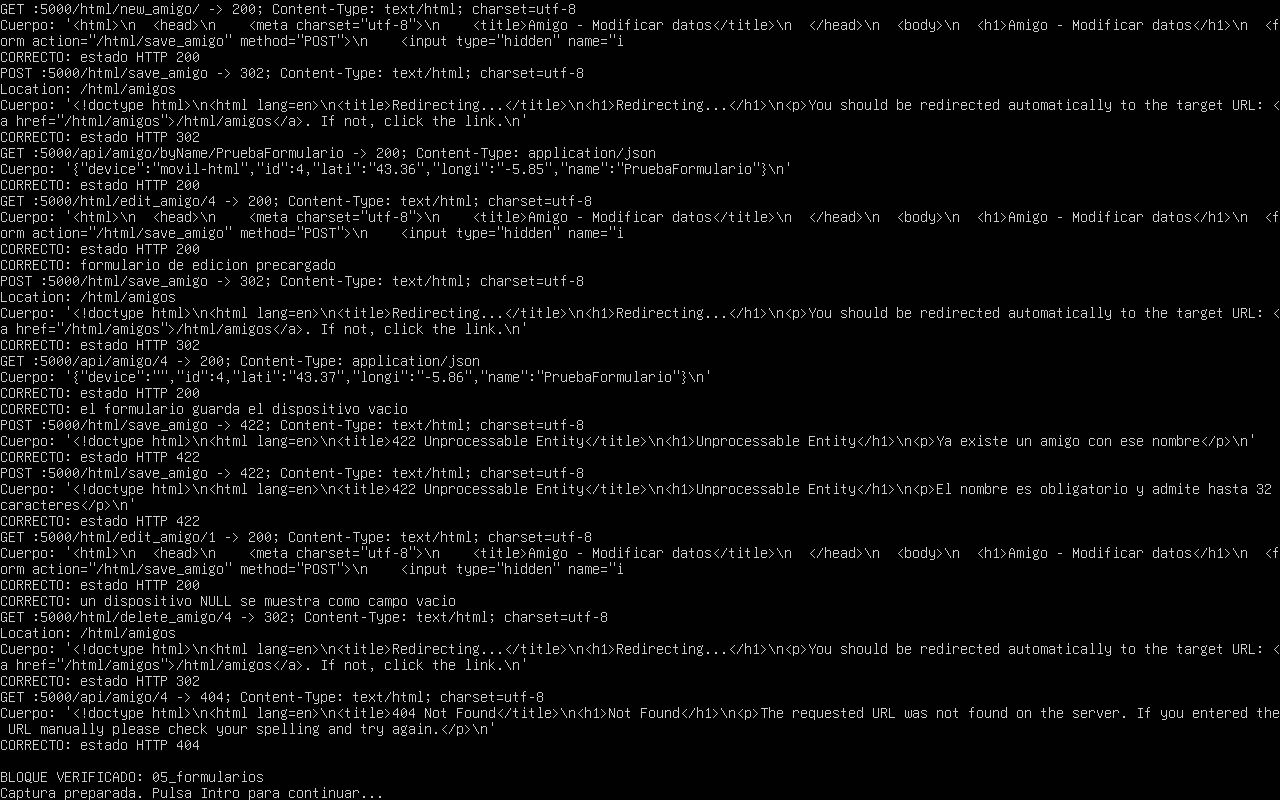 GET :5000/html/new_amigo/ -> 200; Content-Type: text/html; charset=utf-8
Cuerpo: '<html>\n  <head>\n    <meta charset="utf-8">\n    <title>Amigo - Modificar datos</title>\n  </head>\n  <body>\n  <h1>Amigo - Modificar datos</h1>\n  <f
orm action="/html/save_amigo" method="POST">\n    <input type="hidden" name="i
CORRECTO: estado HTTP 200
POST :5000/html/save_amigo -> 302; Content-Type: text/html; charset=utf-8
Location: /html/amigos
Cuerpo: '<!doctype html>\n<html lang=en>\n<title>Redirecting...</title>\n<h1>Redirecting...</h1>\n<p>You should be redirected automatically to the target URL: <
a href="/html/amigos">/html/amigos</a>. If not, click the link.\n'
CORRECTO: estado HTTP 302
GET :5000/api/amigo/byName/PruebaFormulario -> 200; Content-Type: application/json
Cuerpo: '{"device":"movil-html","id":4,"lati":"43.36","longi":"-5.85","name":"PruebaFormulario"}\n'
CORRECTO: estado HTTP 200
GET :5000/html/edit_amigo/4 -> 200; Content-Type: text/html; charset=utf-8
Cuerpo: '<html>\n  <head>\n    <meta charset="utf-8">\n    <title>Amigo - Modificar datos</title>\n  </head>\n  <body>\n  <h1>Amigo - Modificar datos</h1>\n  <f
orm action="/html/save_amigo" method="POST">\n    <input type="hidden" name="i
CORRECTO: estado HTTP 200
CORRECTO: formulario de edicion precargado
POST :5000/html/save_amigo -> 302; Content-Type: text/html; charset=utf-8
Location: /html/amigos
Cuerpo: '<!doctype html>\n<html lang=en>\n<title>Redirecting...</title>\n<h1>Redirecting...</h1>\n<p>You should be redirected automatically to the target URL: <
a href="/html/amigos">/html/amigos</a>. If not, click the link.\n'
CORRECTO: estado HTTP 302
GET :5000/api/amigo/4 -> 200; Content-Type: application/json
Cuerpo: '{"device":"","id":4,"lati":"43.37","longi":"-5.86","name":"PruebaFormulario"}\n'
CORRECTO: estado HTTP 200
CORRECTO: el formulario guarda el dispositivo vacio
POST :5000/html/save_amigo -> 422; Content-Type: text/html; charset=utf-8
Cuerpo: '<!doctype html>\n<html lang=en>\n<title>422 Unprocessable Entity</title>\n<h1>Unprocessable Entity</h1>\n<p>Ya existe un amigo con ese nombre</p>\n'
CORRECTO: estado HTTP 422
POST :5000/html/save_amigo -> 422; Content-Type: text/html; charset=utf-8
Cuerpo: '<!doctype html>\n<html lang=en>\n<title>422 Unprocessable Entity</title>\n<h1>Unprocessable Entity</h1>\n<p>El nombre es obligatorio y admite hasta 32 
caracteres</p>\n'
CORRECTO: estado HTTP 422
GET :5000/html/edit_amigo/1 -> 200; Content-Type: text/html; charset=utf-8
Cuerpo: '<html>\n  <head>\n    <meta charset="utf-8">\n    <title>Amigo - Modificar datos</title>\n  </head>\n  <body>\n  <h1>Amigo - Modificar datos</h1>\n  <f
orm action="/html/save_amigo" method="POST">\n    <input type="hidden" name="i
CORRECTO: estado HTTP 200
CORRECTO: un dispositivo NULL se muestra como campo vacio
GET :5000/html/delete_amigo/4 -> 302; Content-Type: text/html; charset=utf-8
Location: /html/amigos
Cuerpo: '<!doctype html>\n<html lang=en>\n<title>Redirecting...</title>\n<h1>Redirecting...</h1>\n<p>You should be redirected automatically to the target URL: <
a href="/html/amigos">/html/amigos</a>. If not, click the link.\n'
CORRECTO: estado HTTP 302
GET :5000/api/amigo/4 -> 404; Content-Type: text/html; charset=utf-8
Cuerpo: '<!doctype html>\n<html lang=en>\n<title>404 Not Found</title>\n<h1>Not Found</h1>\n<p>The requested URL was not found on the server. If you entered the
 URL manually please check your spelling and try again.</p>\n'
CORRECTO: estado HTTP 404

BLOQUE VERIFICADO: 05_formularios
Captura preparada. Pulsa Intro para continuar...